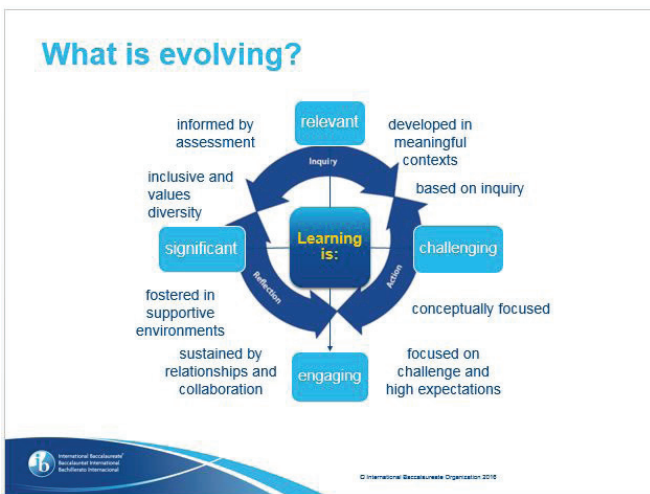 What is evolving?
relevant
informed by
assessment
developed in
meaningful
contexts
Inquiry
inclusive and
values
diversity
based on inquiry
Learning
is:
significant
challenging
Reflection
Action
fostered in
supportive
environments
conceptually focused
sustained by
relationships and
collaboration
engaging
focused on
challenge and
high expectations
ib
International Baccalaureate®
Baccalauréat International
Bachillerato Internacional
© International Baccalaureate Organization 2016